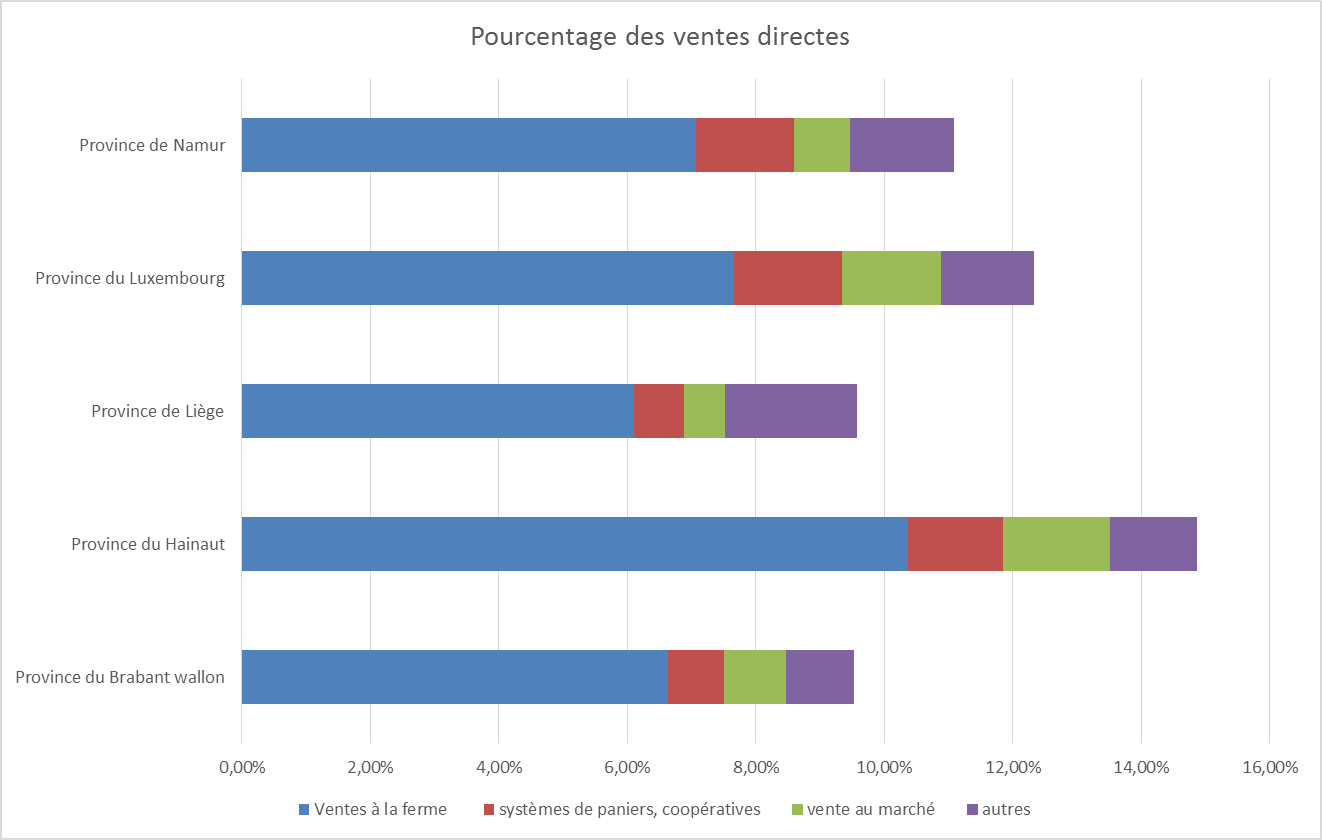 Pourcentage des ventes directes
Province de Namur
Province du Luxembourg
Province de Liège
Province du Hainaut
Province du Brabant wallon
0,00% 2,00% 4,00% 6,00% 8,00% 10,00% 12,00% 14,00% 16,00%
Ventes à la ferme systèmes de paniers, coopératives vente au marché autres